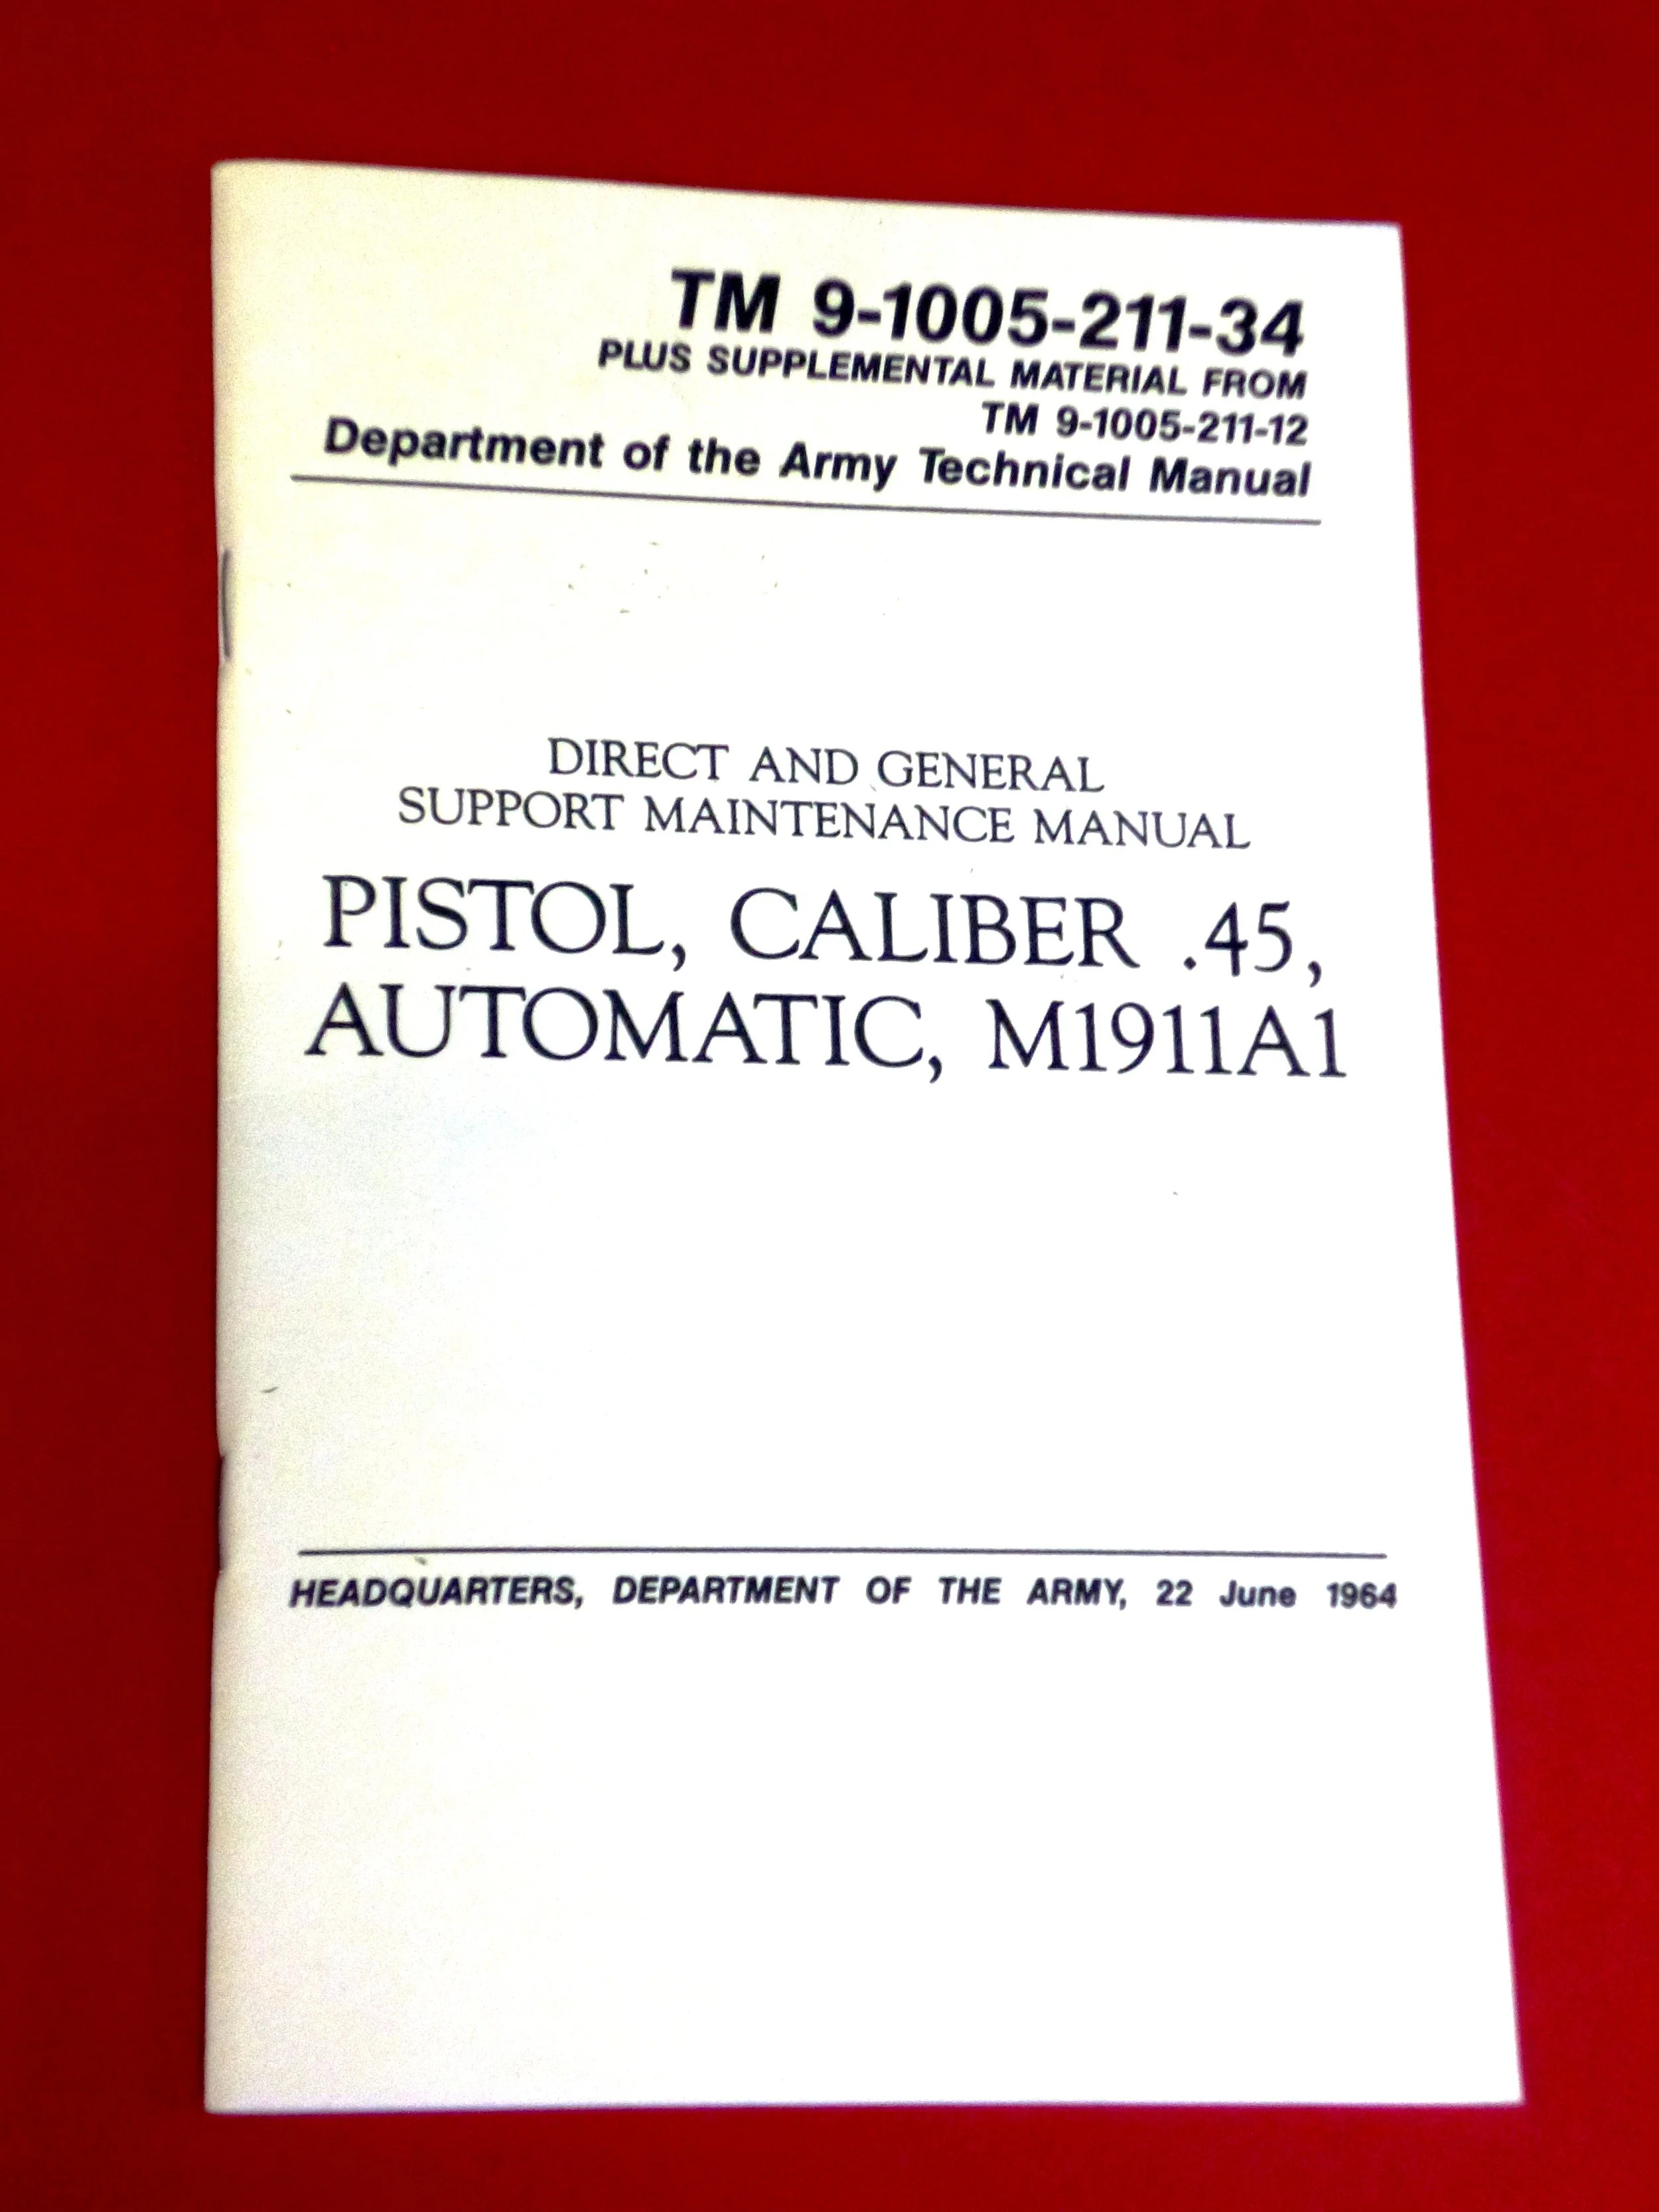 TM 9-1005-211-34
PLUS SUPPLEMENTAL MATERIAL FROM
TM 9-1005-211-12
Department of the Army Technical Manual
DIRECT AND GENERAL
SUPPORT MAINTENANCE MANUAL
PISTOL, CALIBER .45,
AUTOMATIC, M1911A1
HEADQUARTERS, DEPARTMENT OF THE ARMY, 22 June 1964